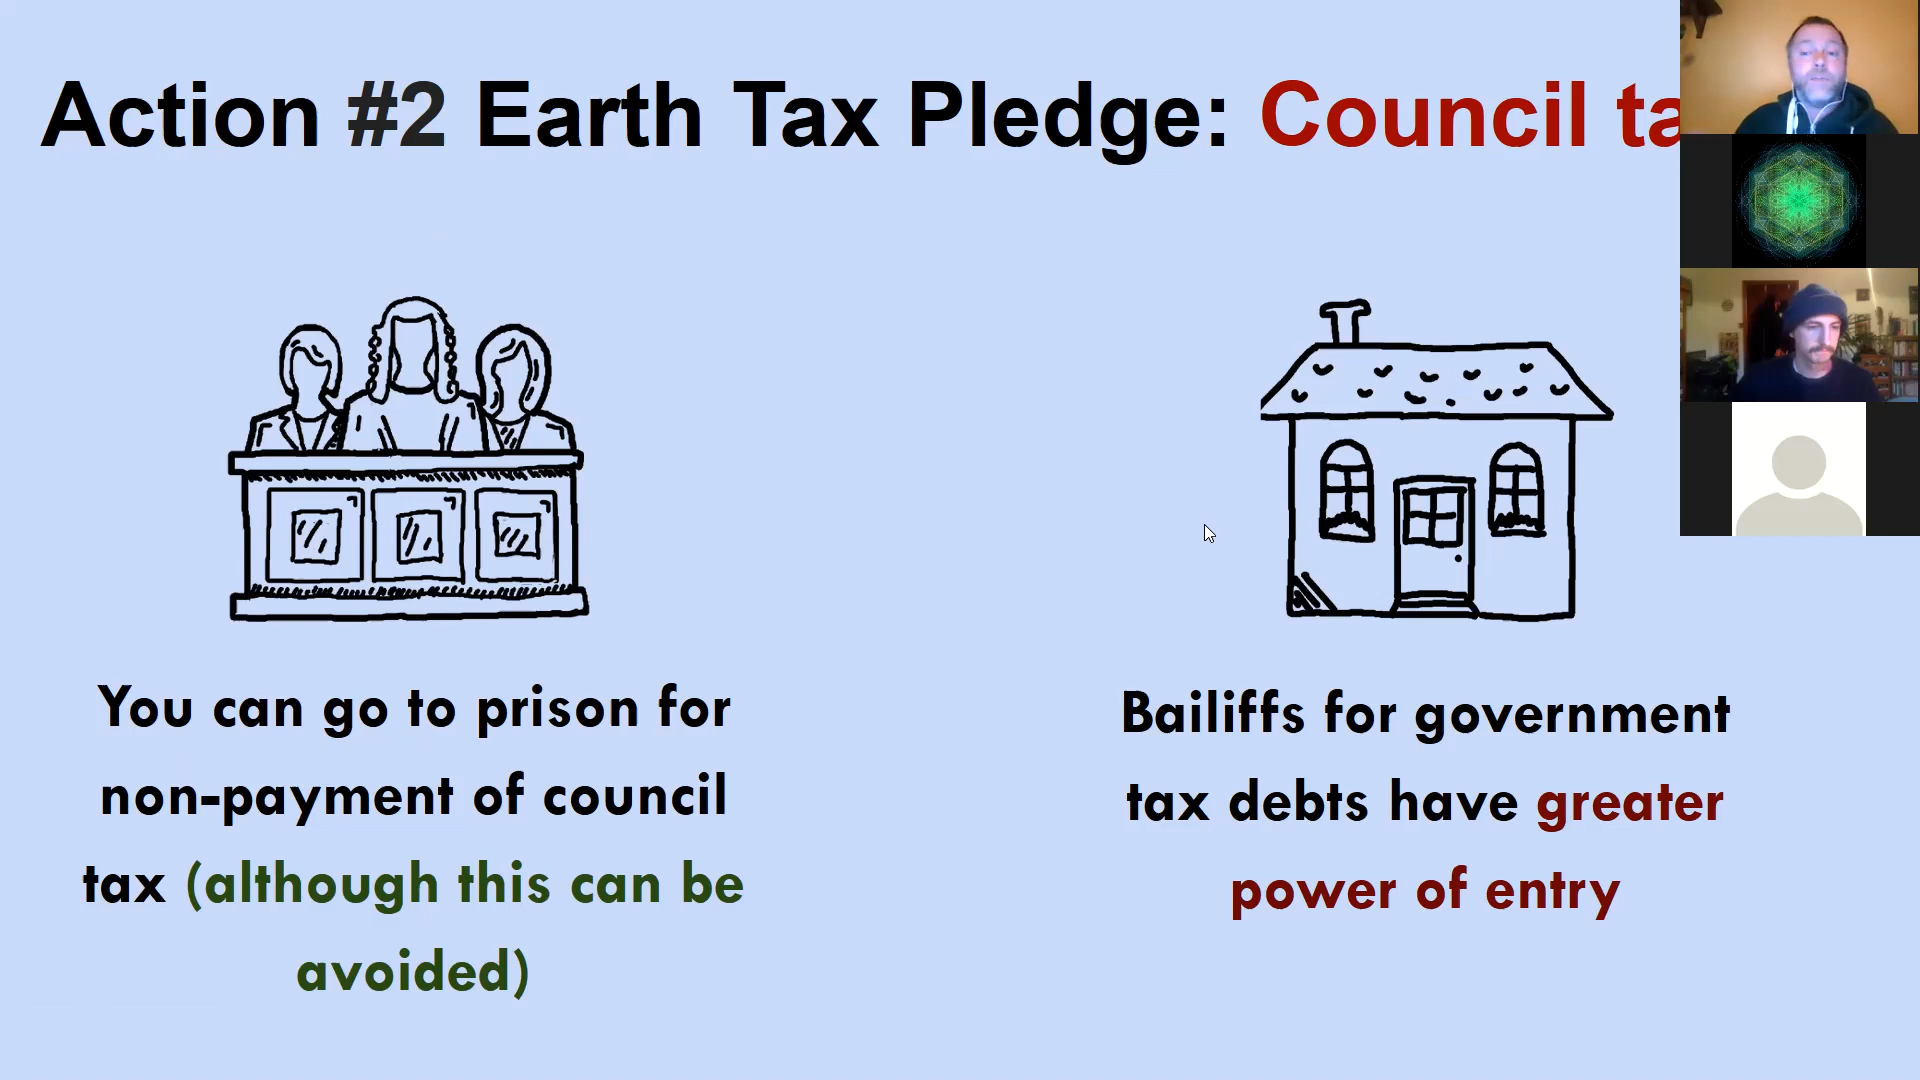 Action #2 Earth Tax Pledge: Council ta
You can go to prison for
non-payment of council
tax (although this can be
avoided)
Bailiffs for government
tax debts have greater
power of entry